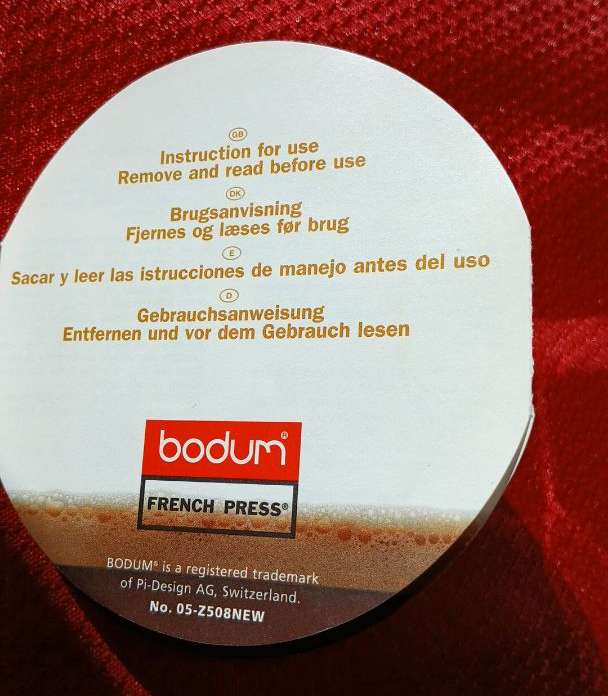 GB
Instruction for use
Remove and read before use
DK
Brugsanvisning
Fjernes og læses før brug
E
Sacar y leer las istrucciones de manejo antes del uso
D
Gebrauchsanweisung
Entfernen und vor dem Gebrauch lesen
bodum®
FRENCH PRESS®
BODUM® is a registered trademark
of Pi-Design AG, Switzerland.
No. 05-Z508NEW